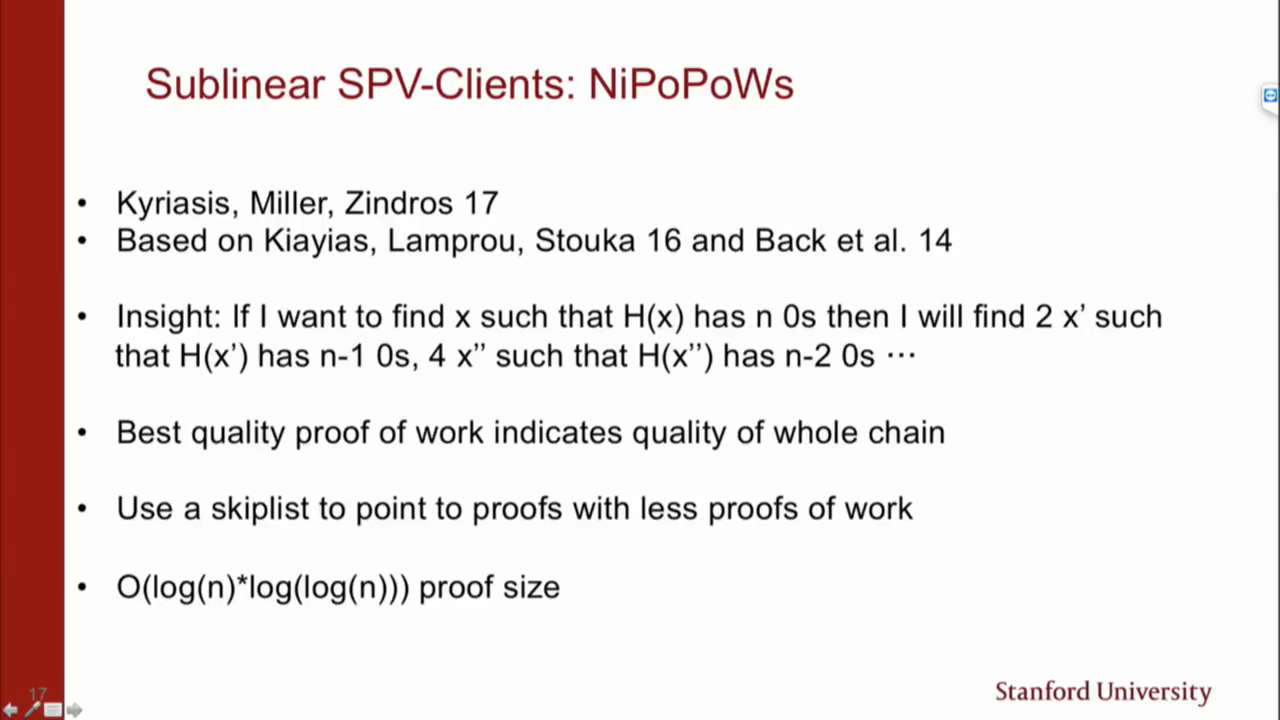 Sublinear SPV-Clients: NiPoPoWs
• Kyriasis, Miller, Zindros 17
• Based on Kiayias, Lamprou, Stouka 16 and Back et al. 14
• Insight: If I want to find x such that H(x) has n 0s then I will find 2 x’ such
that H(x’) has n-1 0s, 4 x’’ such that H(x’’) has n-2 0s ⋯
• Best quality proof of work indicates quality of whole chain
• Use a skiplist to point to proofs with less proofs of work
• O(log(n)*log(log(n))) proof size
17
Stanford University